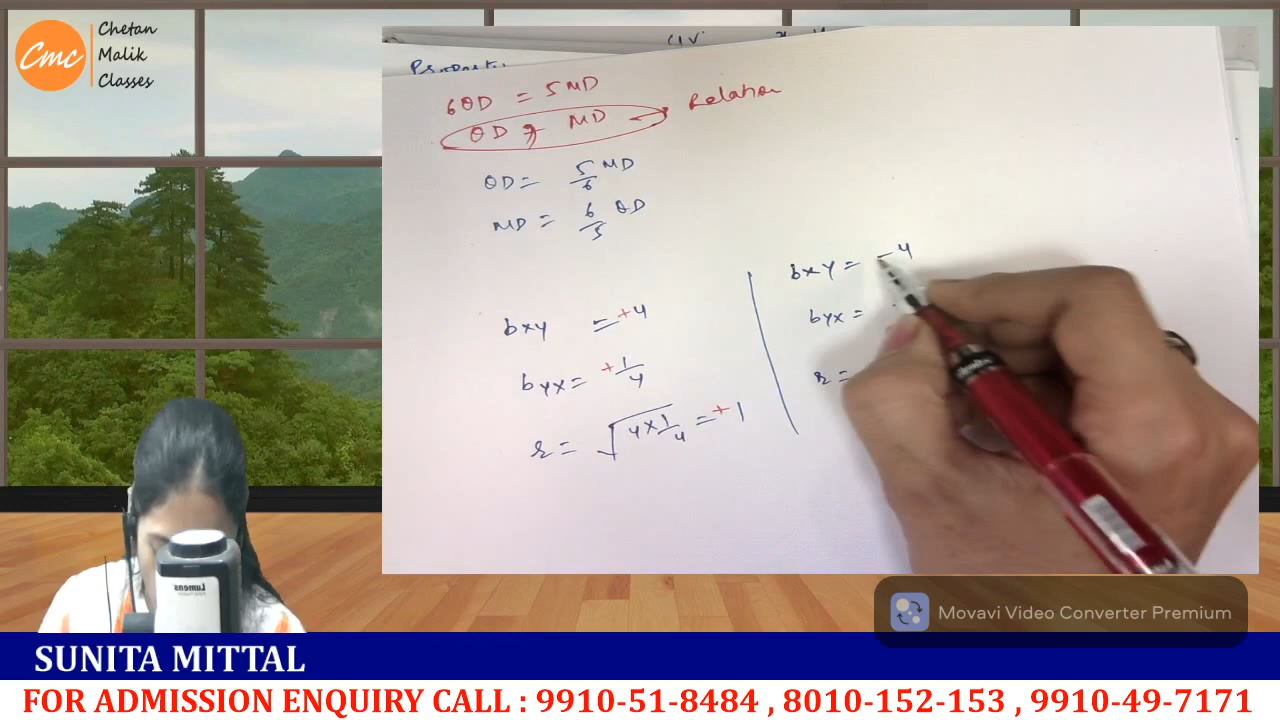 Cmc
Chetan
Malik
Classes
6QD = 5MD
QD MD → Relation
QD = 5/6 MD
MD = 6/5 QD
bxy = +4
byx = +1/4
r = √4×1/4 = +1
bxy = -4
byx =
r =
Lumens
Movavi Video Converter Premium
SUNITA MITTAL
FOR ADMISSION ENQUIRY CALL : 9910-51-8484 , 8010-152-153 , 9910-49-7171